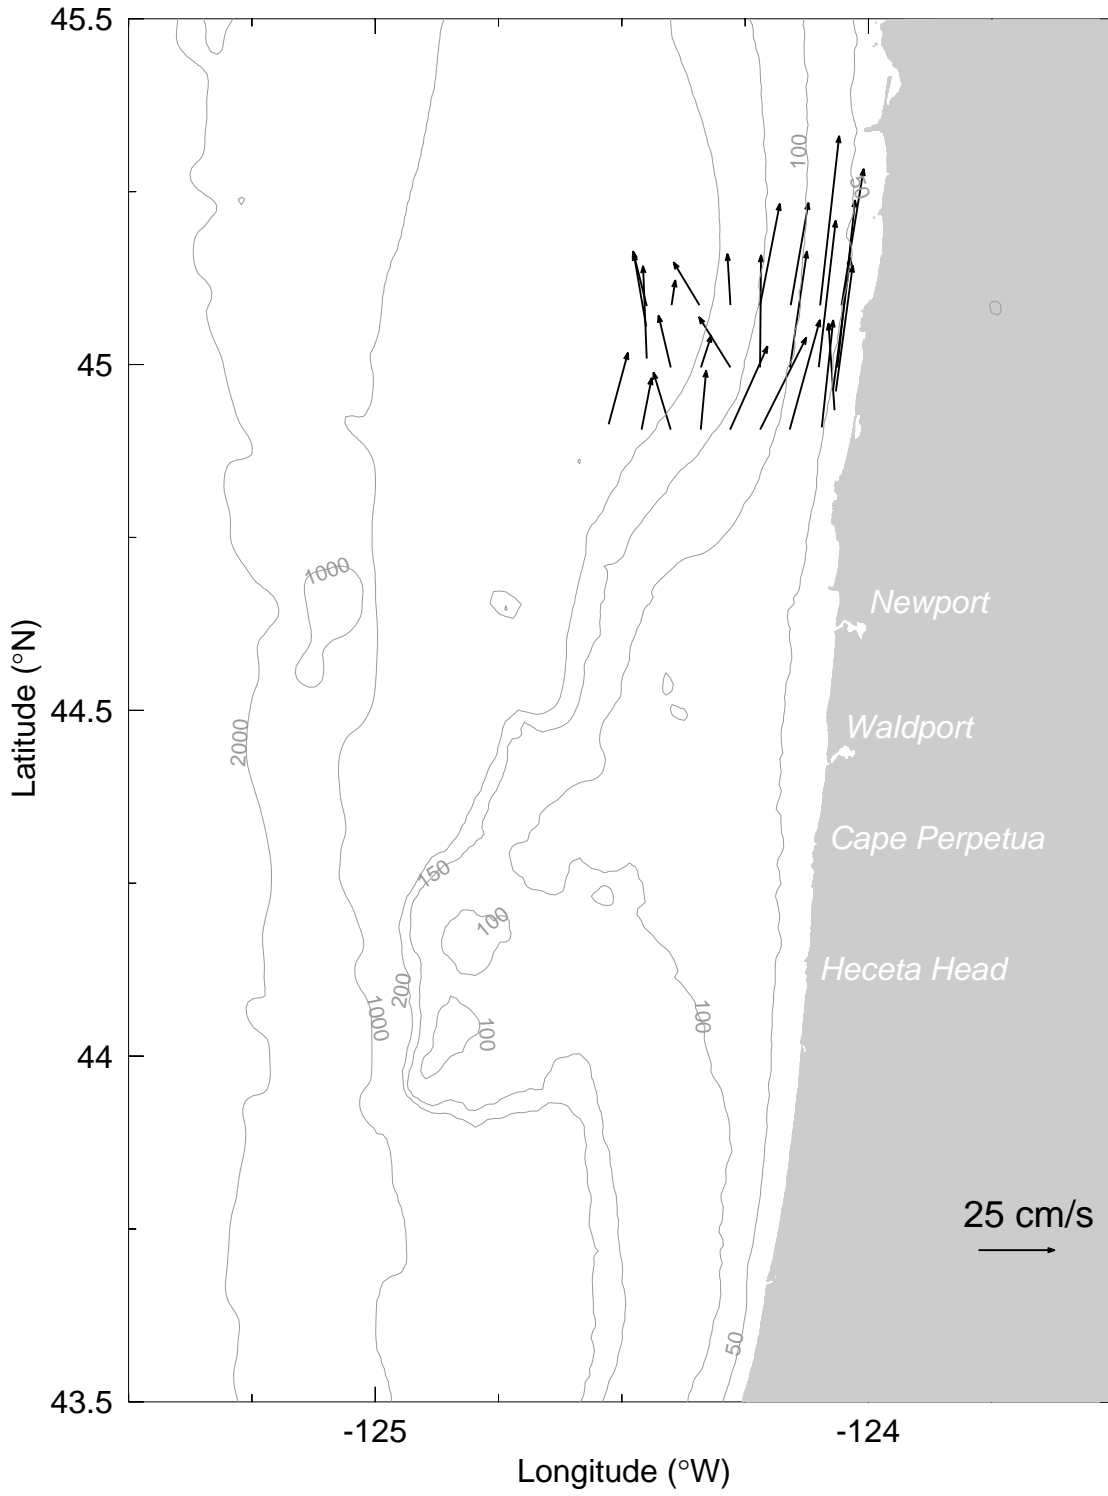 45.5
100
50
45
1000
Newport
Latitude (°N)
44.5
2000
Waldport
Cape Perpetua
150
100
Heceta Head
200
1000
100
100
44
25 cm/s
50
43.5
-125
-124
Longitude (°W)